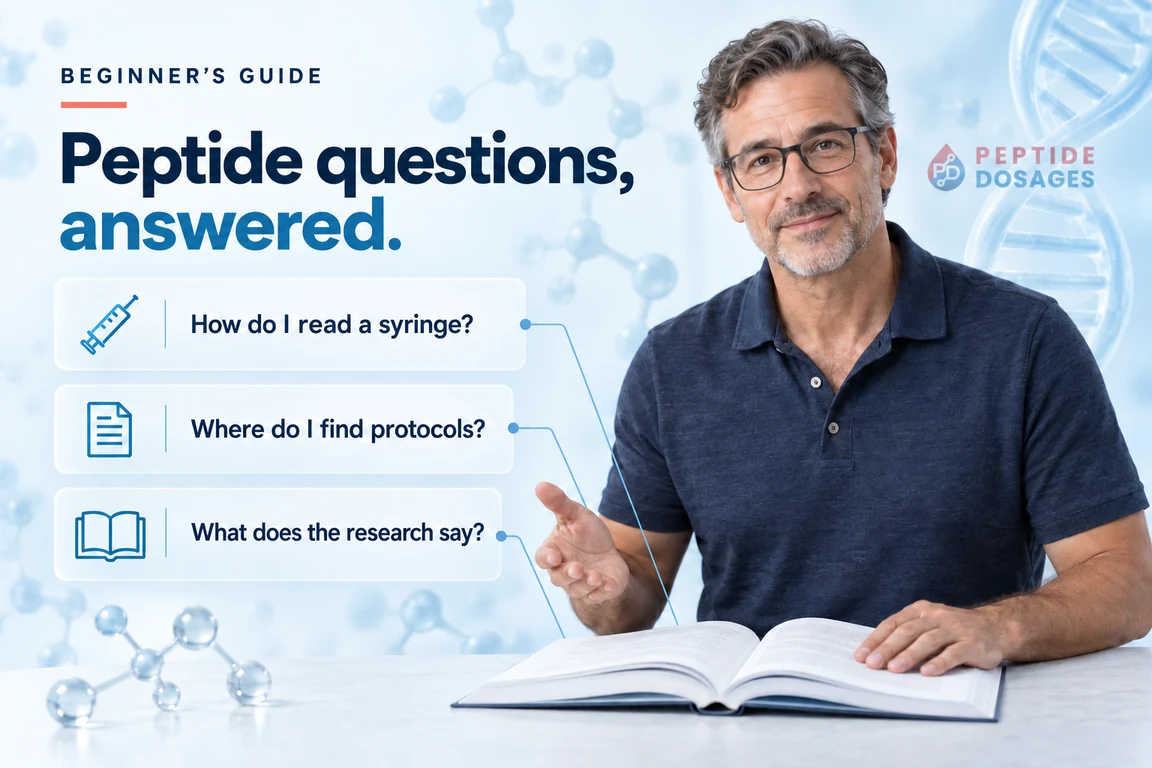 BEGINNER'S GUIDE
Peptide questions,
answered.
PD PEPTIDE
DOSAGES
How do I read a syringe?
Where do I find protocols?
What does the research say?